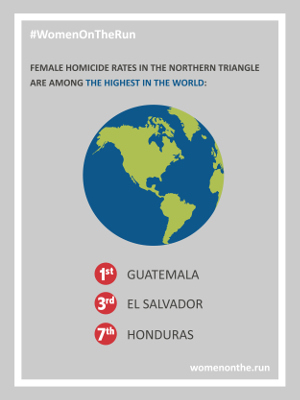 #WomenOnTheRun
FEMALE HOMICIDE RATES IN THE NORTHERN TRIANGLE
ARE AMONG THE HIGHEST IN THE WORLD:
1st GUATEMALA
3rd EL SALVADOR
7th HONDURAS
womenonthe.run